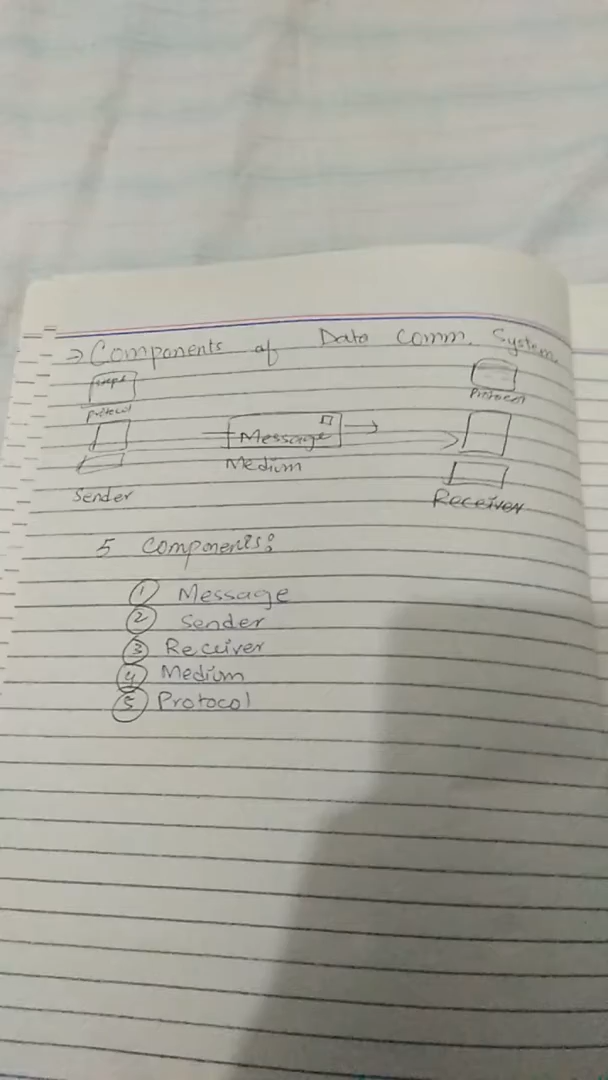 → Components of Data Comm. System.
Protocol
protocol
Message
Medium
Sender
Receiver
5 Components:
① Message
② Sender
③ Receiver
④ Medium
⑤ Protocol